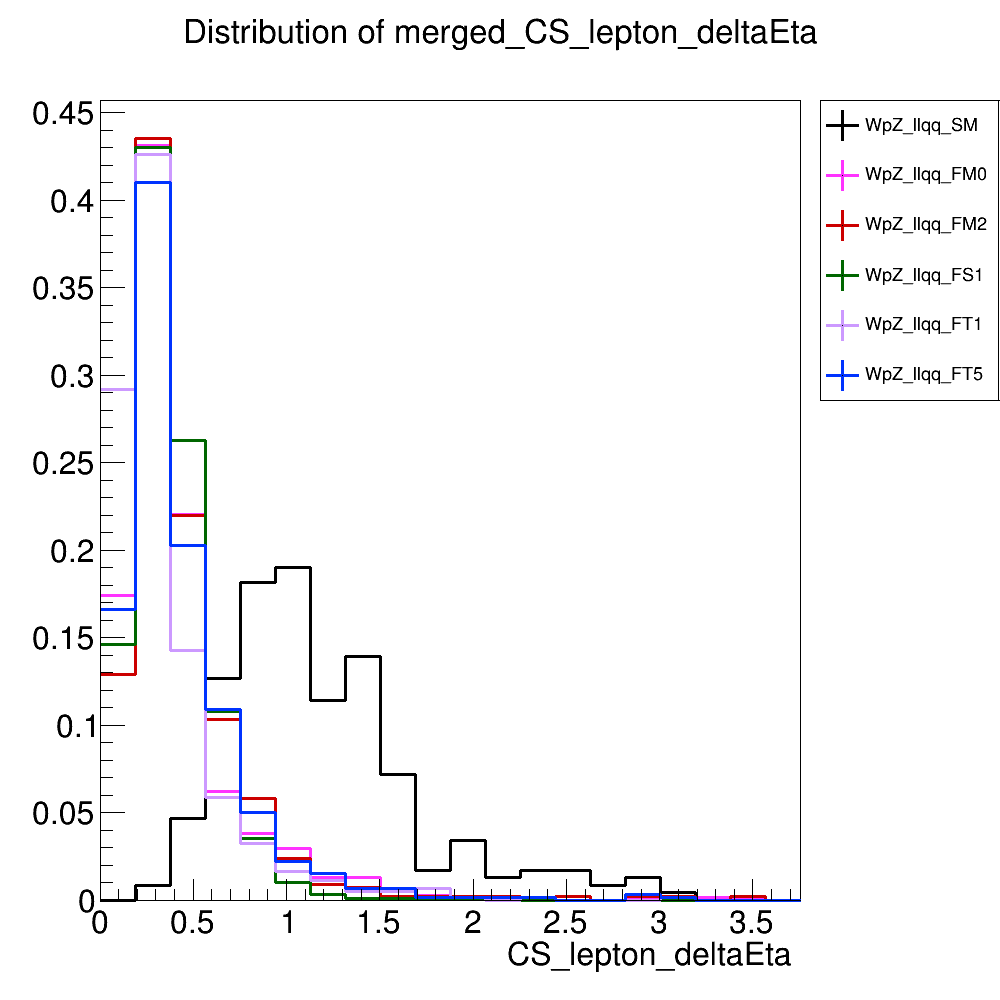 Distribution of merged_CS_lepton_deltaEta
0.45
0.4
0.35
0.3
0.25
0.2
0.15
0.1
0.05
0
0 0.5 1 1.5 2 2.5 3 3.5
CS_lepton_deltaEta
WpZ_llqq_SM
WpZ_llqq_FM0
WpZ_llqq_FM2
WpZ_llqq_FS1
WpZ_llqq_FT1
WpZ_llqq_FT5